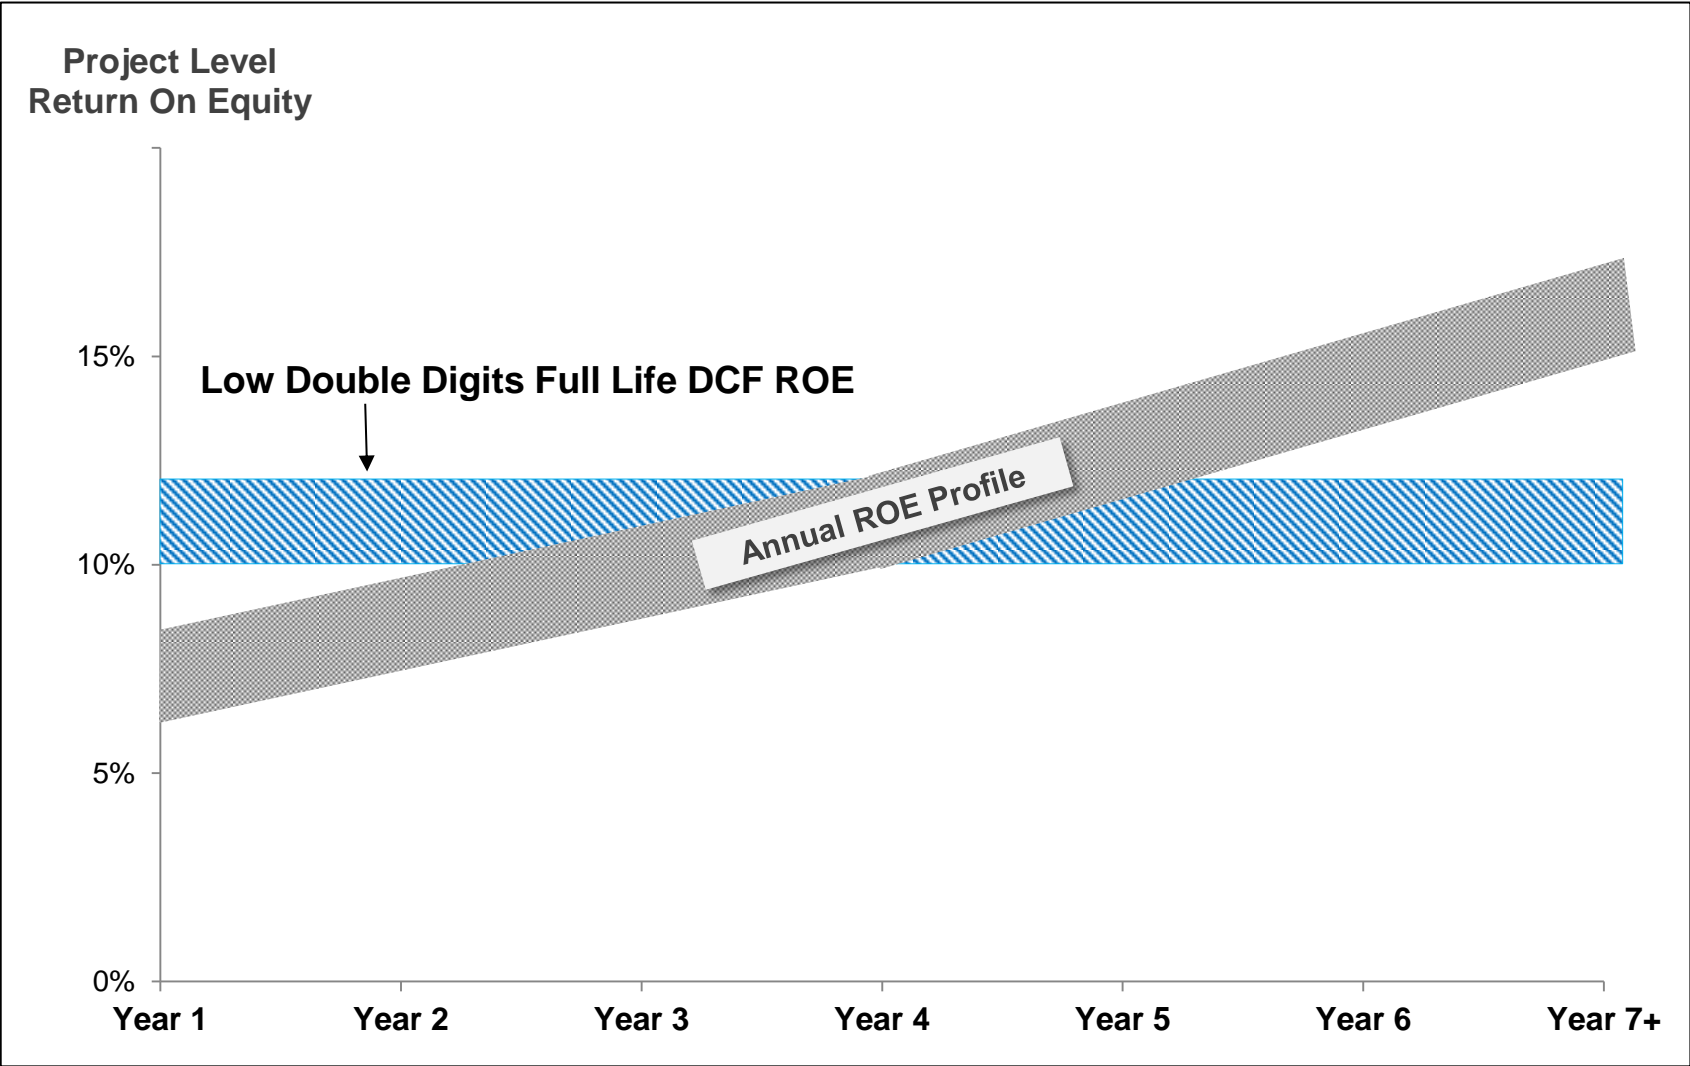 Project Level
Return On Equity
15%
Low Double Digits Full Life DCF ROE
Annual ROE Profile
10%
5%
0%
Year 1 Year 2 Year 3 Year 4 Year 5 Year 6 Year 7+